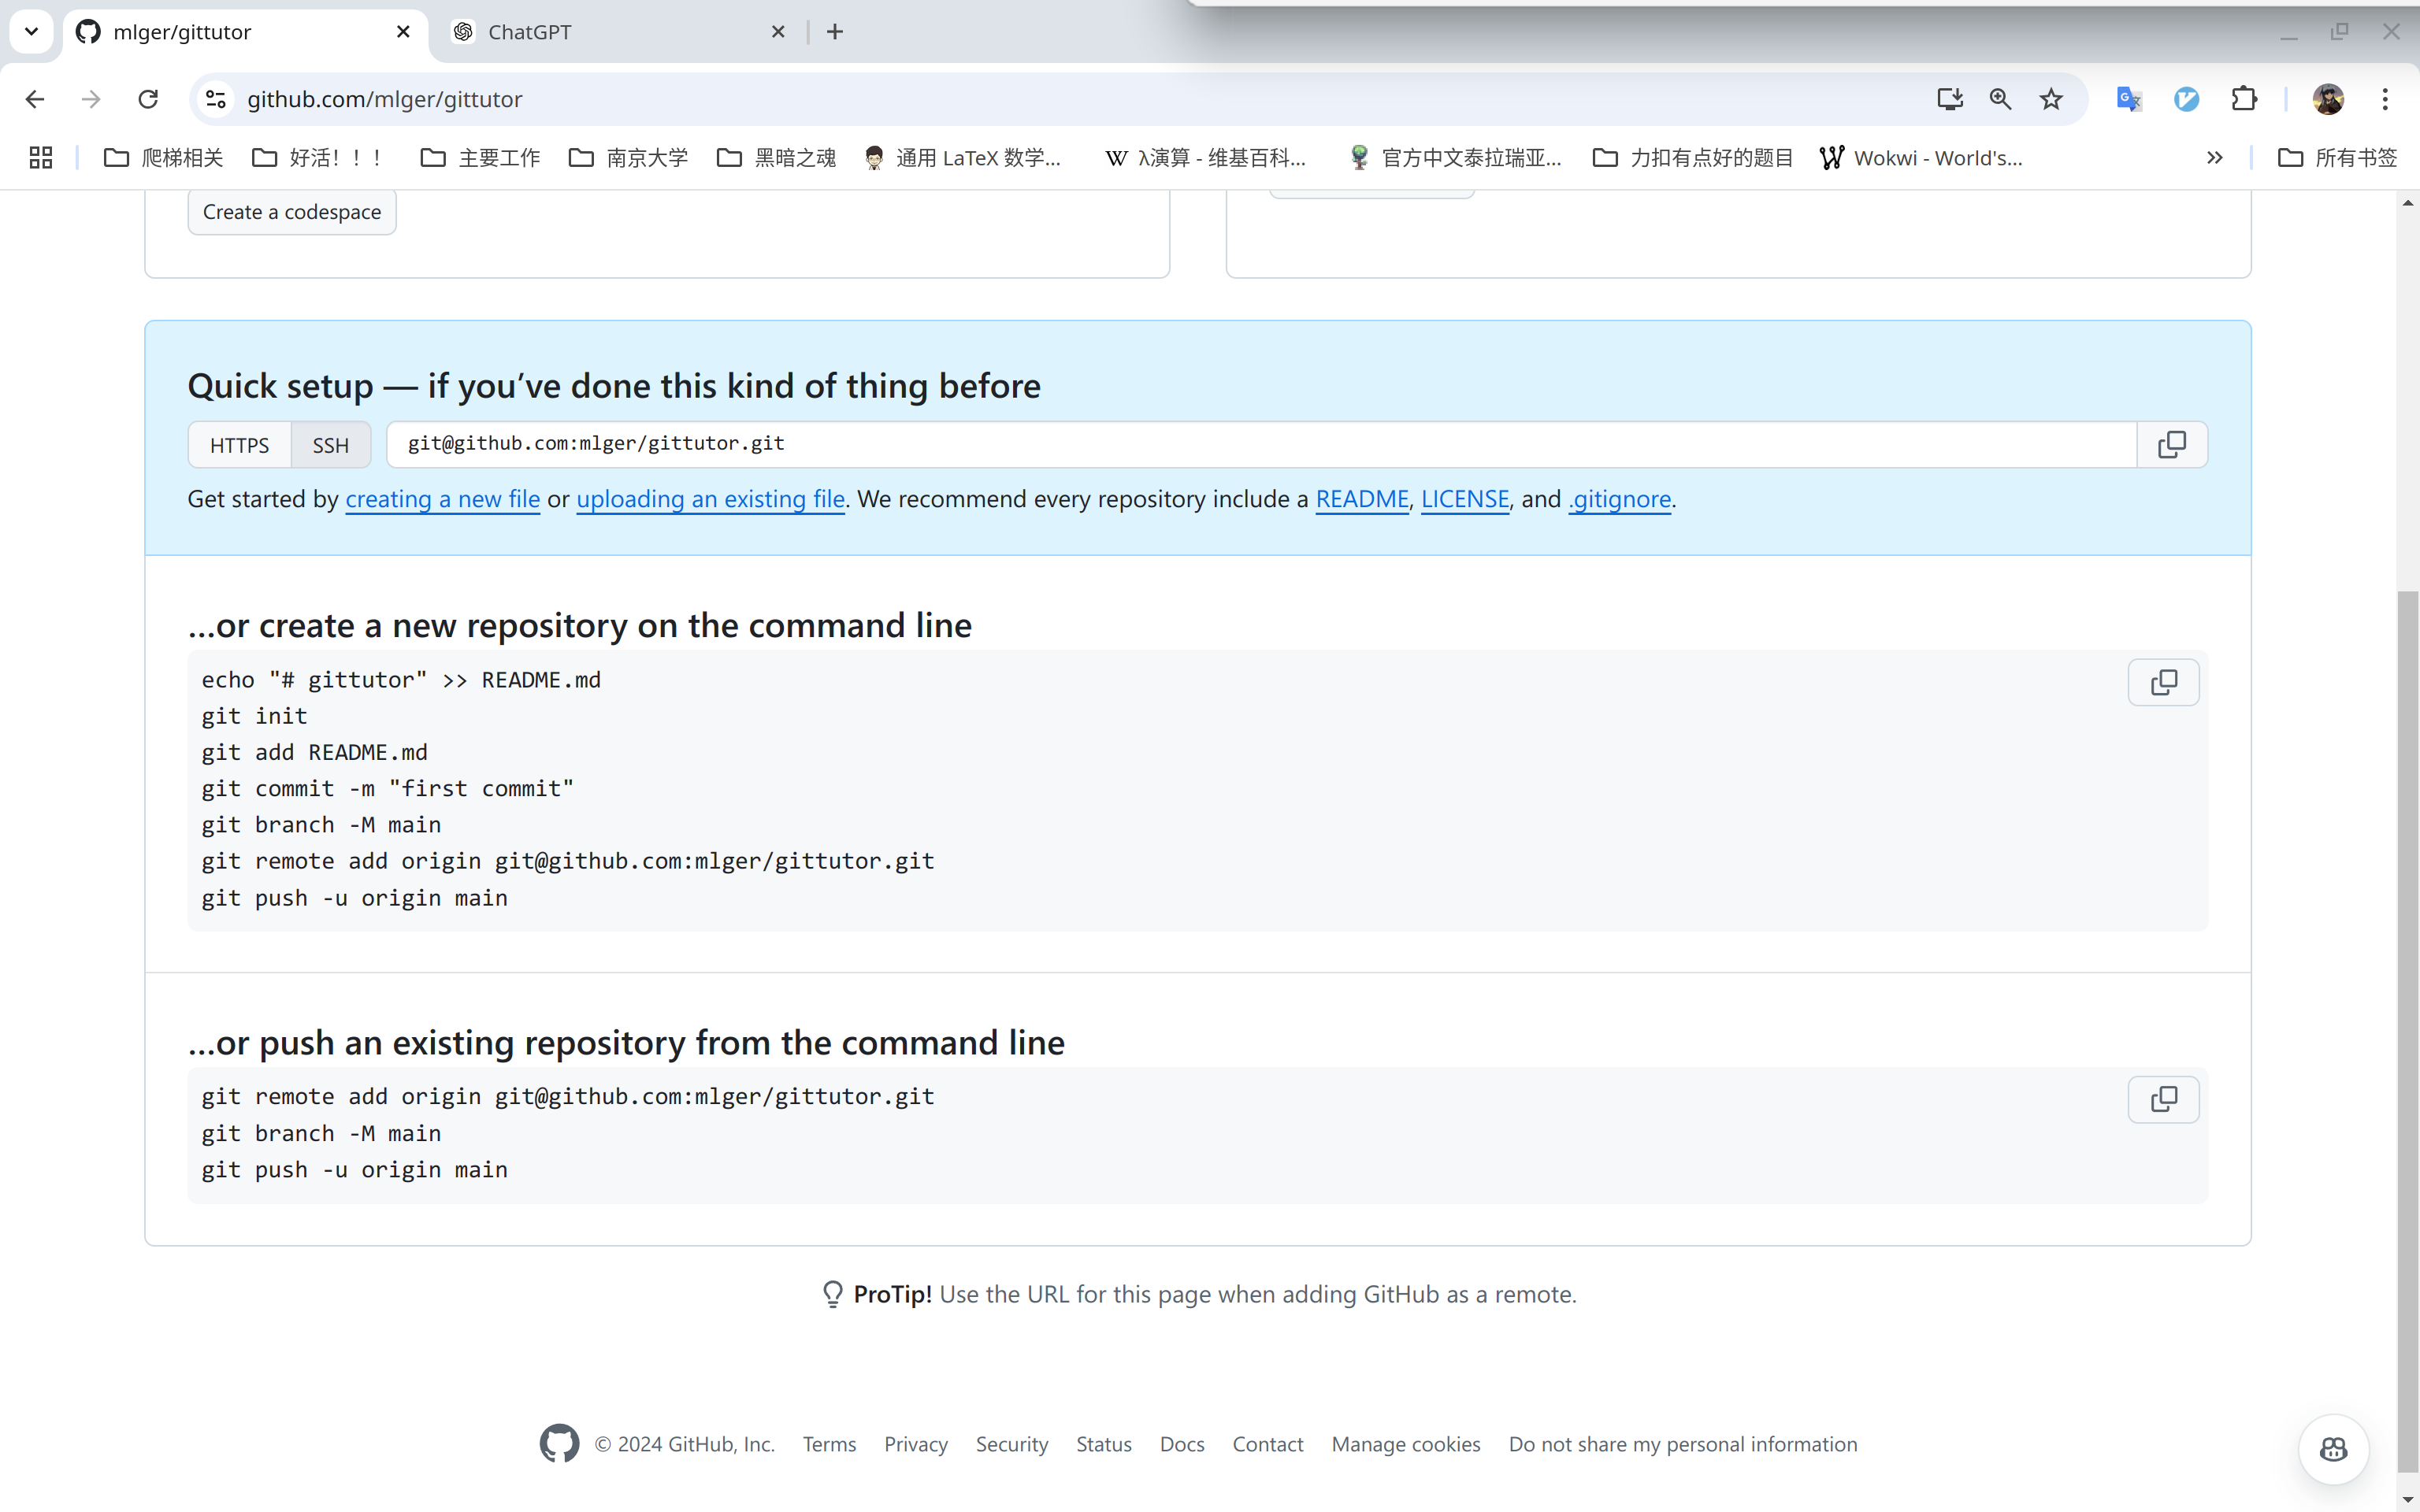 mlger/gittutor
ChatGPT
github.com/mlger/gittutor
爬梯相关
好活！！！
主要工作
南京大学
黑暗之魂
通用 LaTeX 数学...
λ演算 - 维基百科...
官方中文泰拉瑞亚...
力扣有点好的题目
Wokwi - World's...
所有书签
Create a codespace
Quick setup — if you’ve done this kind of thing before
HTTPS
SSH
git@github.com:mlger/gittutor.git
Get started by creating a new file or uploading an existing file. We recommend every repository include a README, LICENSE, and .gitignore.
…or create a new repository on the command line
echo "# gittutor" >> README.md
git init
git add README.md
git commit -m "first commit"
git branch -M main
git remote add origin git@github.com:mlger/gittutor.git
git push -u origin main
…or push an existing repository from the command line
git remote add origin git@github.com:mlger/gittutor.git
git branch -M main
git push -u origin main
ProTip! Use the URL for this page when adding GitHub as a remote.
© 2024 GitHub, Inc.
Terms
Privacy
Security
Status
Docs
Contact
Manage cookies
Do not share my personal information